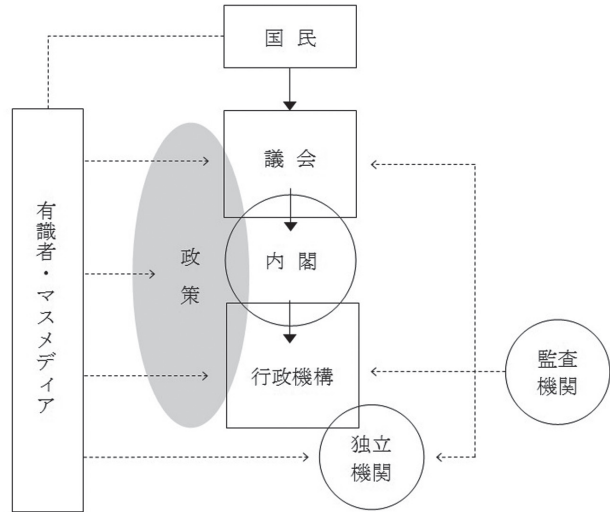 国民
議会
有識者・マスメディア
政策
内閣
行政機構
監査
機関
独立
機関